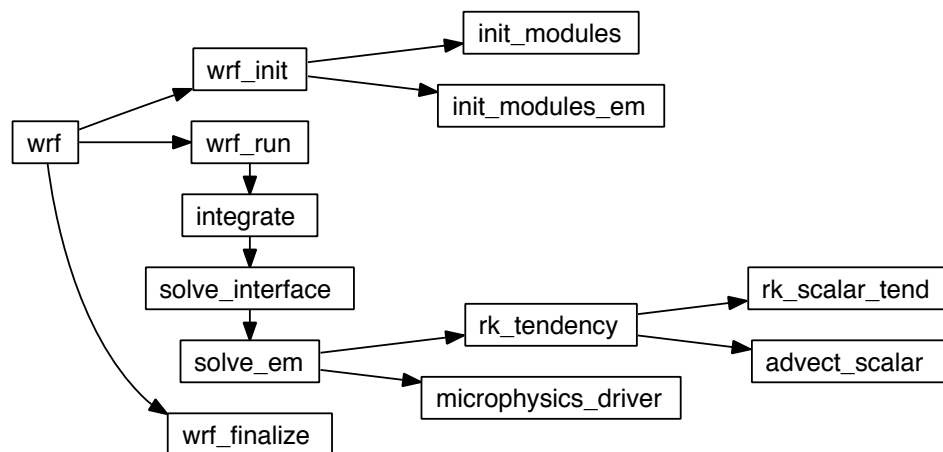 init_modules
wrf_init
init_modules_em
wrf
wrf_run
integrate
solve_interface
rk_scalar_tend
rk_tendency
solve_em
advect_scalar
microphysics_driver
wrf_finalize